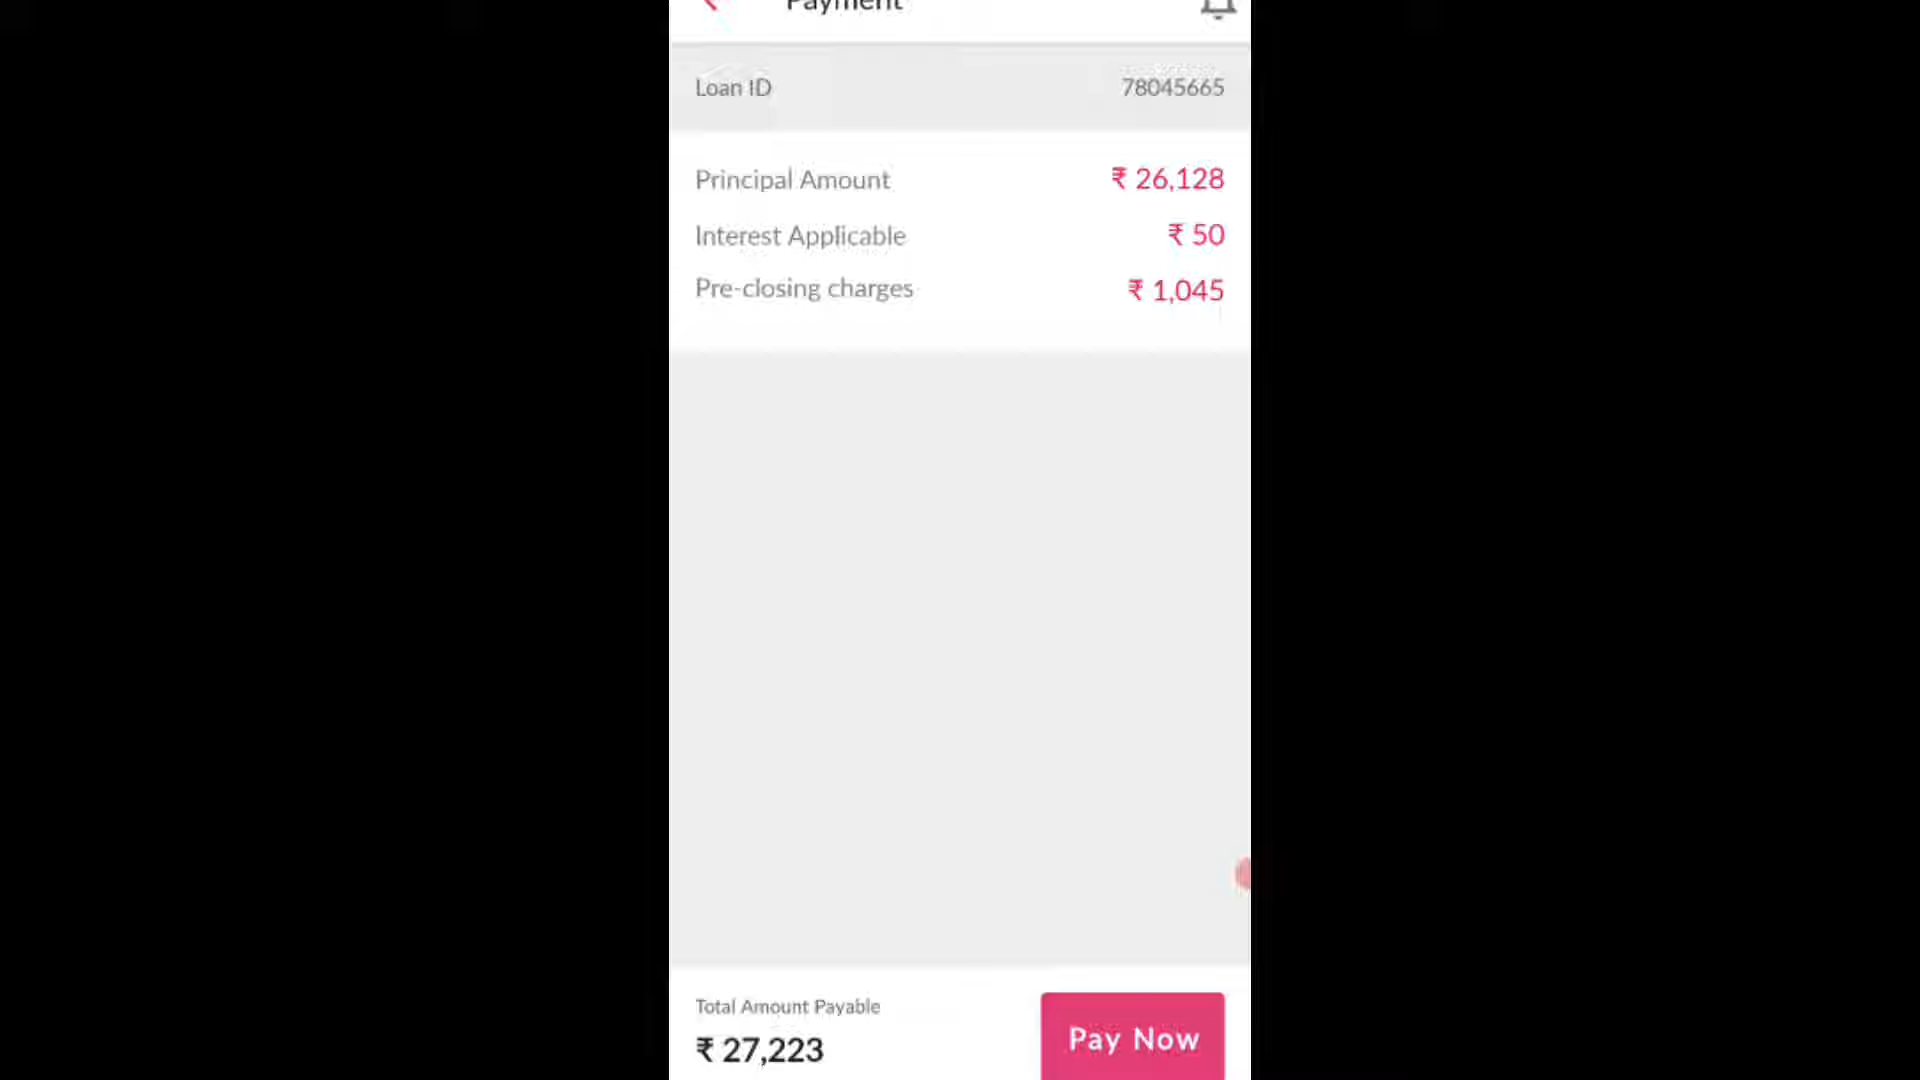 Payment
Loan ID 78045665
Principal Amount ₹ 26,128
Interest Applicable ₹ 50
Pre-closing charges ₹ 1,045
Total Amount Payable
₹ 27,223
Pay Now